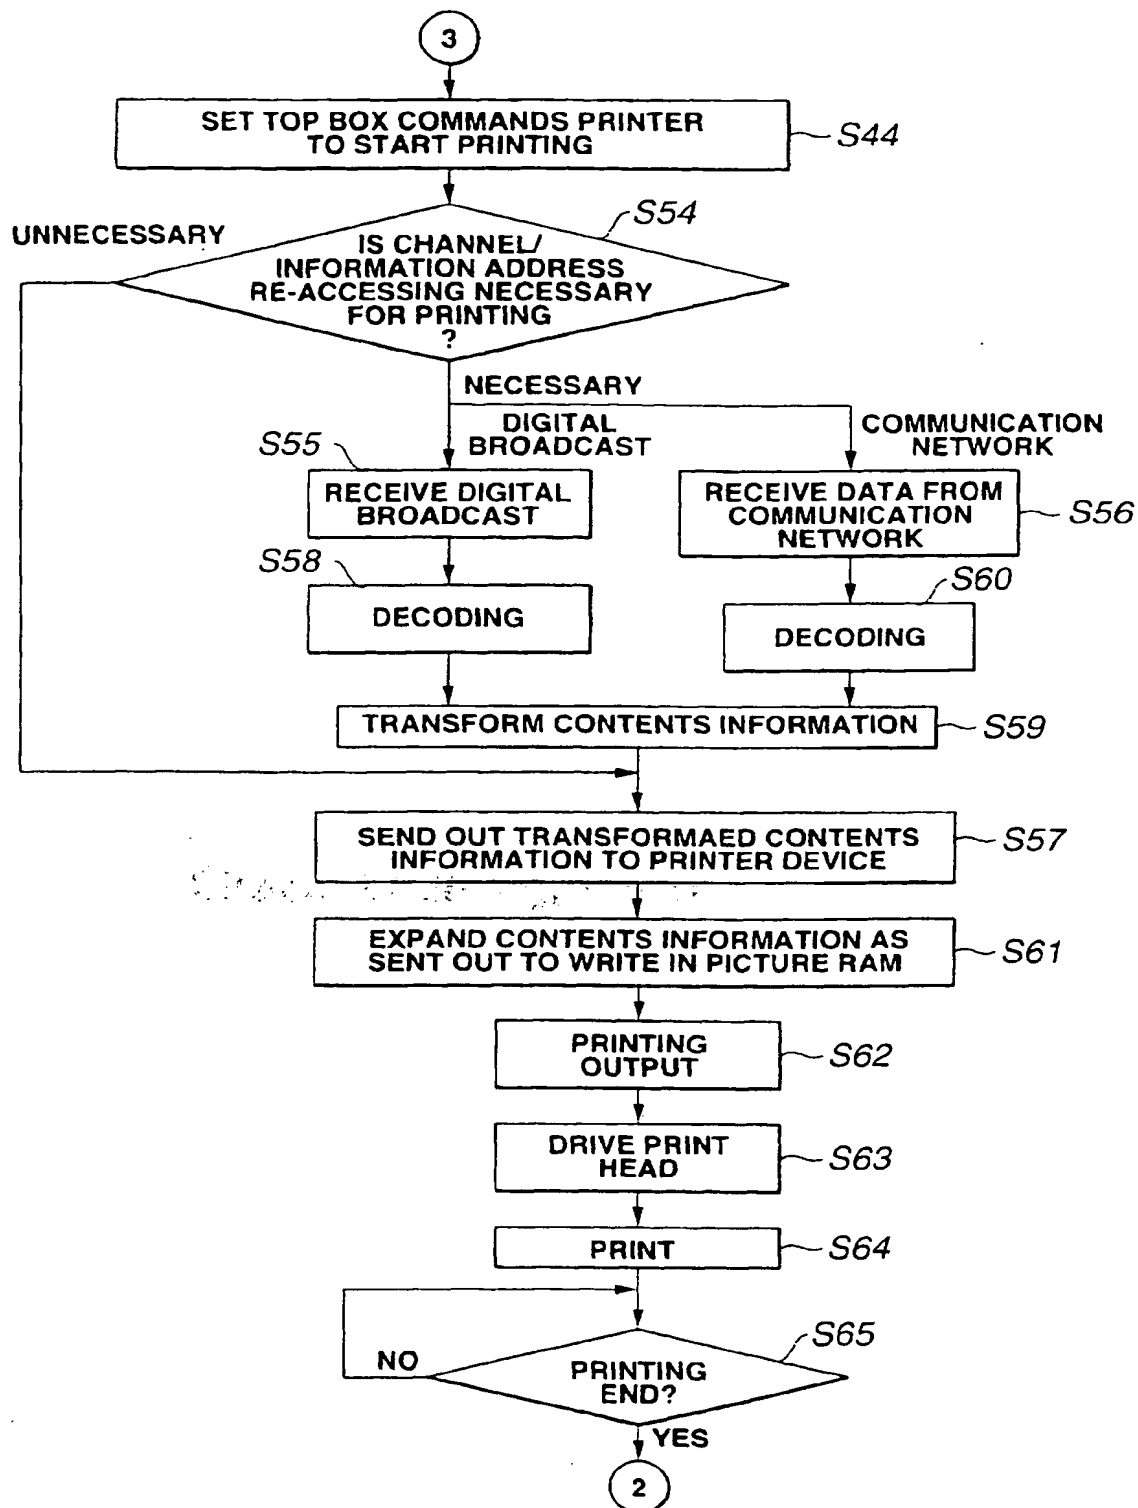 3
SET TOP BOX COMMANDS PRINTER
TO START PRINTING
S44
S54
UNNECESSARY
IS CHANNEL/
INFORMATION ADDRESS
RE-ACCESSING NECESSARY
FOR PRINTING
?
NECESSARY
DIGITAL
BROADCAST
COMMUNICATION
NETWORK
S55
RECEIVE DIGITAL
BROADCAST
RECEIVE DATA FROM
COMMUNICATION
NETWORK
S56
S58
DECODING
S60
DECODING
TRANSFORM CONTENTS INFORMATION
S59
SEND OUT TRANSFORMAED CONTENTS
INFORMATION TO PRINTER DEVICE
S57
EXPAND CONTENTS INFORMATION AS
SENT OUT TO WRITE IN PICTURE RAM
S61
PRINTING
OUTPUT
S62
DRIVE PRINT
HEAD
S63
PRINT
S64
S65
NO
PRINTING
END?
YES
2